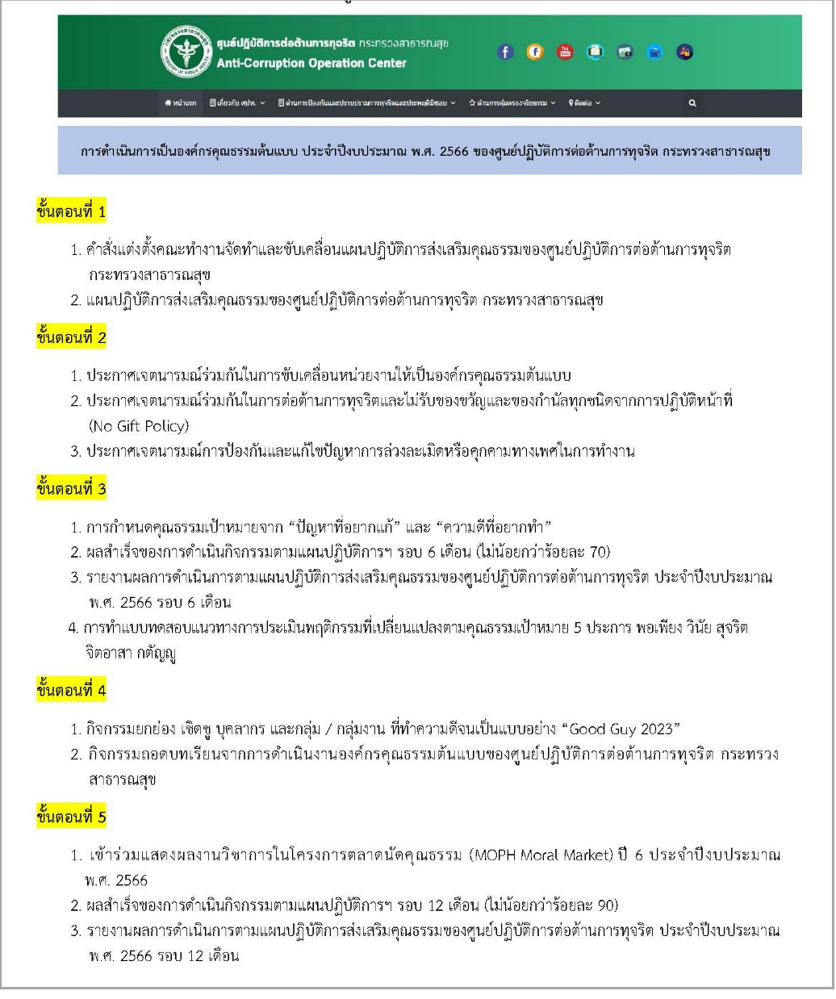 ศูนย์ปฏิบัติการต่อต้านการทุจริต กระทรวงสาธารณสุข
Anti-Corruption Operation Center
หน้าแรก เกี่ยวกับ ศปท. ด้านการป้องกันและปราบปรามการทุจริตและประพฤติมิชอบ ด้านการคุ้มครองจริยธรรม ติดต่อ
การดำเนินการเป็นองค์กรคุณธรรมต้นแบบ ประจำปีงบประมาณ พ.ศ. 2566 ของศูนย์ปฏิบัติการต่อต้านการทุจริต กระทรวงสาธารณสุข
ขั้นตอนที่ 1
1. คำสั่งแต่งตั้งคณะทำงานจัดทำและขับเคลื่อนแผนปฏิบัติการส่งเสริมคุณธรรมของศูนย์ปฏิบัติการต่อต้านการทุจริต
กระทรวงสาธารณสุข
2. แผนปฏิบัติการส่งเสริมคุณธรรมของศูนย์ปฏิบัติการต่อต้านการทุจริต กระทรวงสาธารณสุข
ขั้นตอนที่ 2
1. ประกาศเจตนารมณ์ร่วมกันในการขับเคลื่อนหน่วยงานให้เป็นองค์กรคุณธรรมต้นแบบ
2. ประกาศเจตนารมณ์ร่วมกันในการต่อต้านการทุจริตและไม่รับของขวัญและของกำนัลทุกชนิดจากการปฏิบัติหน้าที่
(No Gift Policy)
3. ประกาศเจตนารมณ์การป้องกันและแก้ไขปัญหาการล่วงละเมิดหรือคุกคามทางเพศในการทำงาน
ขั้นตอนที่ 3
1. การกำหนดคุณธรรมเป้าหมายจาก “ปัญหาที่อยากแก้” และ “ความดีที่อยากทำ”
2. ผลสำเร็จของการดำเนินกิจกรรมตามแผนปฏิบัติการฯ รอบ 6 เดือน (ไม่น้อยกว่าร้อยละ 70)
3. รายงานผลการดำเนินการตามแผนปฏิบัติการส่งเสริมคุณธรรมของศูนย์ปฏิบัติการต่อต้านการทุจริต ประจำปีงบประมาณ
พ.ศ. 2566 รอบ 6 เดือน
4. การทำแบบทดสอบแนวทางการประเมินพฤติกรรมที่เปลี่ยนแปลงตามคุณธรรมเป้าหมาย 5 ประการ พอเพียง วินัย สุจริต
จิตอาสา กตัญญู
ขั้นตอนที่ 4
1. กิจกรรมยกย่อง เชิดชู บุคลากร และกลุ่ม / กลุ่มงาน ที่ทำความดีจนเป็นแบบอย่าง “Good Guy 2023”
2. กิจกรรมถอดบทเรียนจากการดำเนินงานองค์กรคุณธรรมต้นแบบของศูนย์ปฏิบัติการต่อต้านการทุจริต กระทรวง
สาธารณสุข
ขั้นตอนที่ 5
1. เข้าร่วมแสดงผลงานวิชาการในโครงการตลาดนัดคุณธรรม (MOPH Moral Market) ปี 6 ประจำปีงบประมาณ
พ.ศ. 2566
2. ผลสำเร็จของการดำเนินกิจกรรมตามแผนปฏิบัติการฯ รอบ 12 เดือน (ไม่น้อยกว่าร้อยละ 90)
3. รายงานผลการดำเนินการตามแผนปฏิบัติการส่งเสริมคุณธรรมของศูนย์ปฏิบัติการต่อต้านการทุจริต ประจำปีงบประมาณ
พ.ศ. 2566 รอบ 12 เดือน